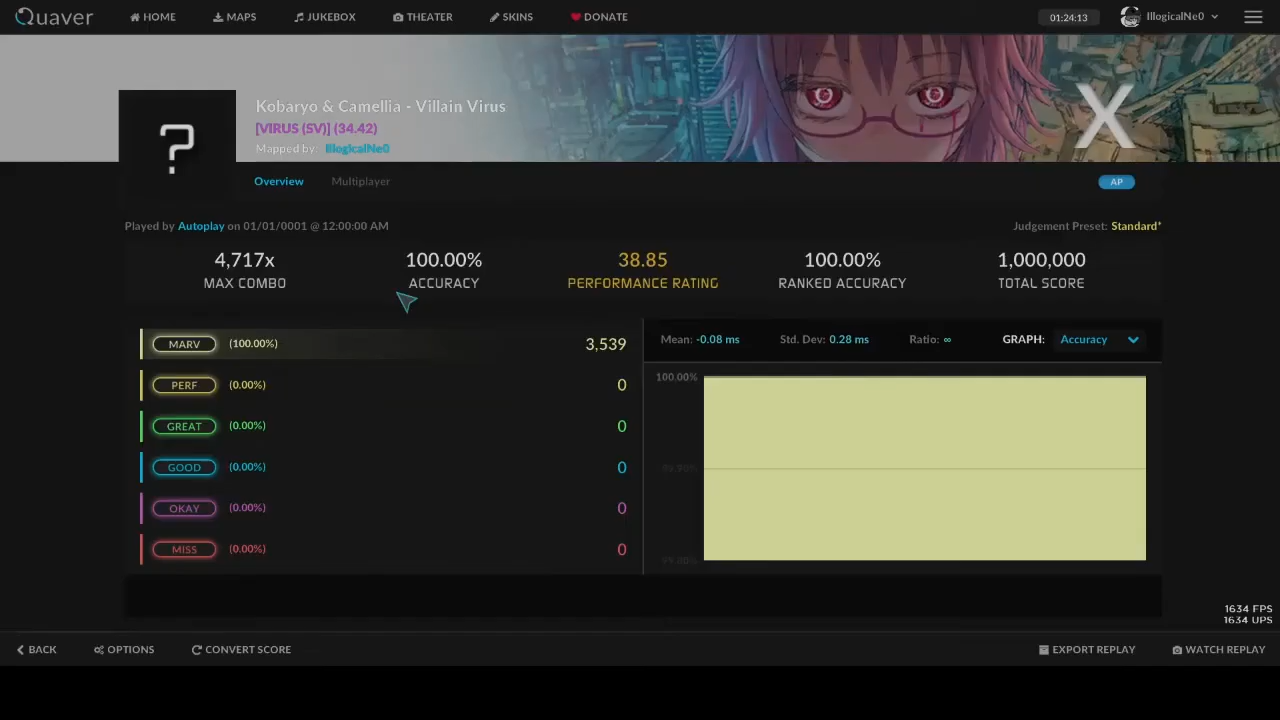 Quaver HOME MAPS JUKEBOX THEATER SKINS DONATE 01:24:13 IllogicalNe0
Kobaryo & Camellia - Villain Virus
[VIRUS (SV)] (34.42)
Mapped by: IllogicalNe0
X
?
Overview Multiplayer AP
Played by Autoplay on 01/01/0001 @ 12:00:00 AM Judgement Preset: Standard*
4,717x 100.00% 38.85 100.00% 1,000,000
MAX COMBO ACCURACY PERFORMANCE RATING RANKED ACCURACY TOTAL SCORE
MARV (100.00%) 3,539
PERF (0.00%) 0
GREAT (0.00%) 0
GOOD (0.00%) 0
OKAY (0.00%) 0
MISS (0.00%) 0
Mean: -0.08 ms Std. Dev: 0.28 ms Ratio: ∞ GRAPH: Accuracy
100.00%
99.90%
99.80%
1634 FPS
1634 UPS
BACK OPTIONS CONVERT SCORE EXPORT REPLAY WATCH REPLAY